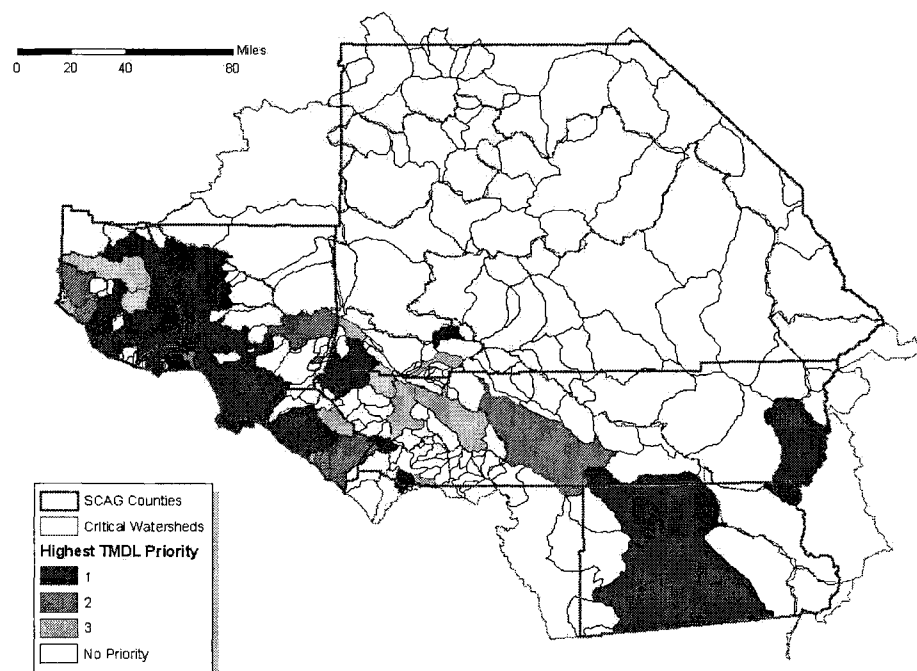 Miles
0 20 40 80
SCAG Counties
Critical Watersheds
Highest TMDL Priority
1
2
3
No Priority